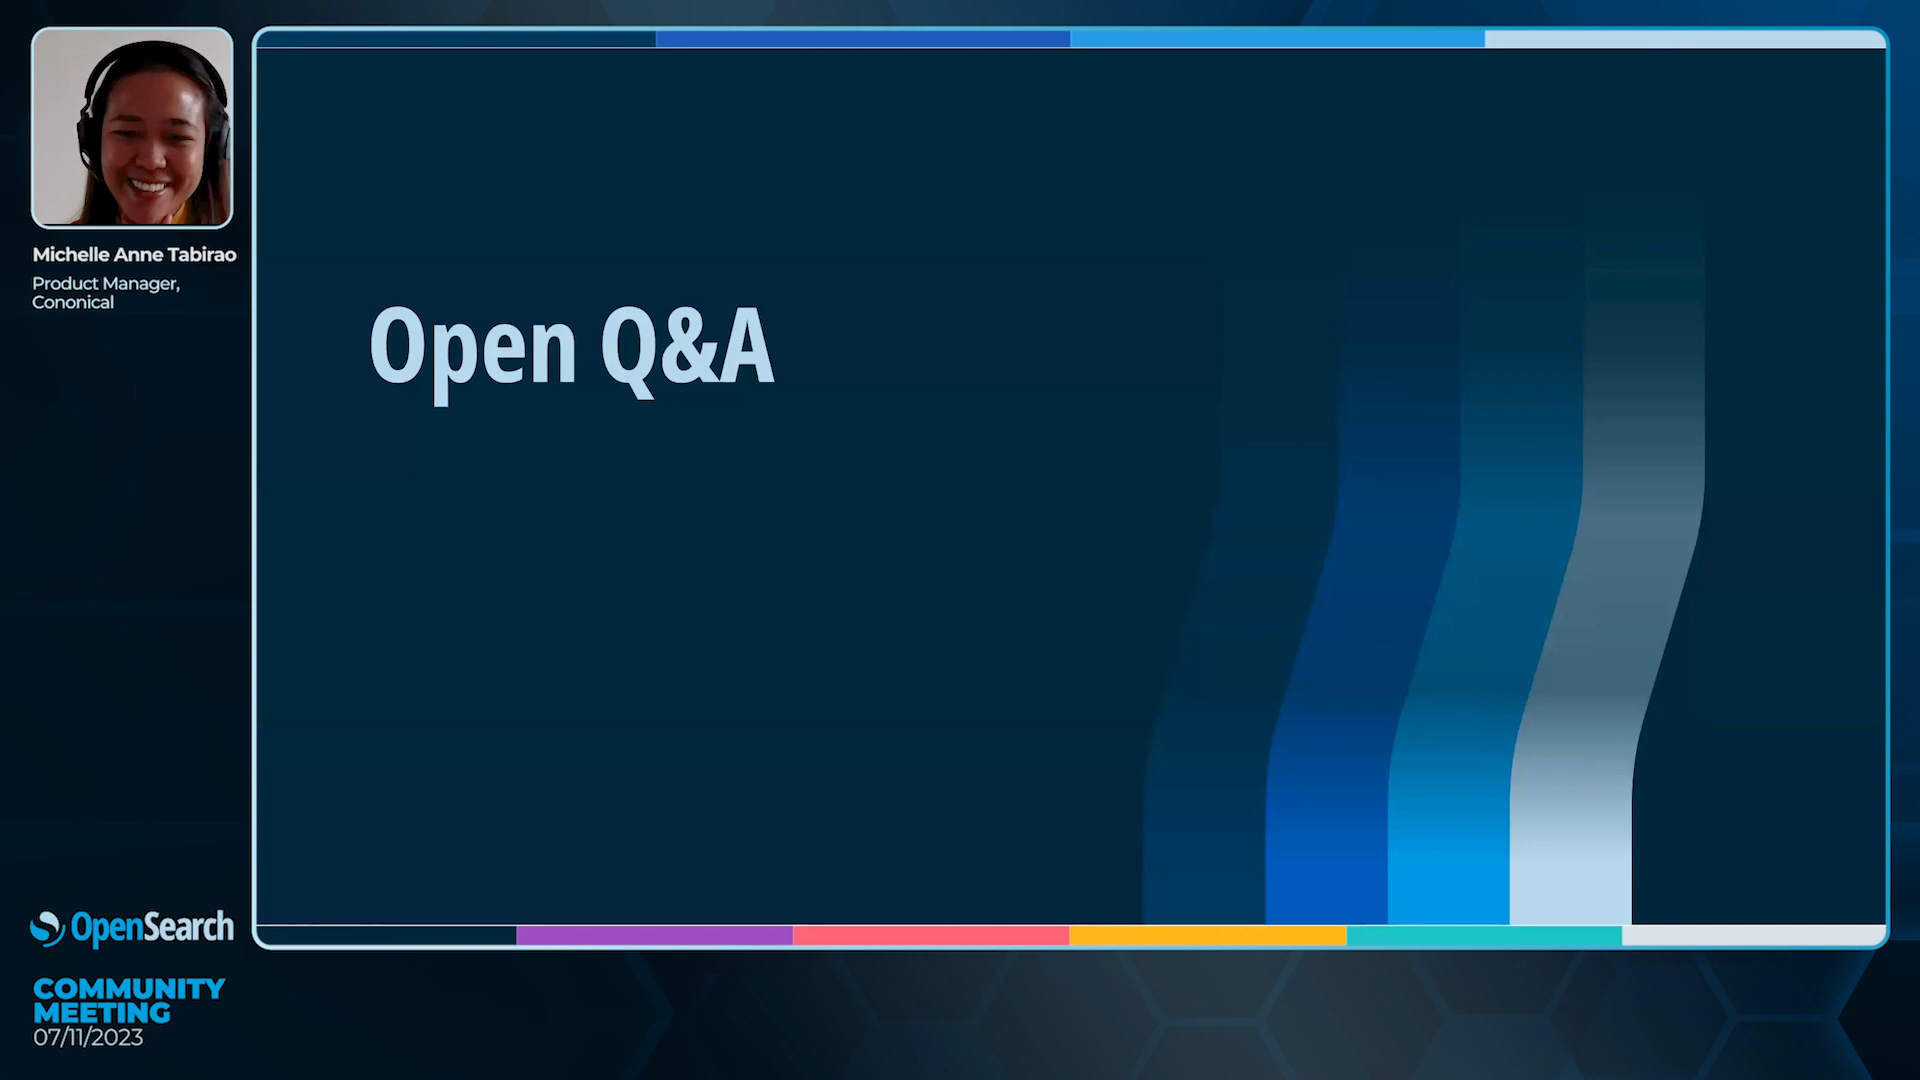 Michelle Anne Tabirao
Product Manager,
Cononical
Open Q&A
OpenSearch
COMMUNITY
MEETING
07/11/2023